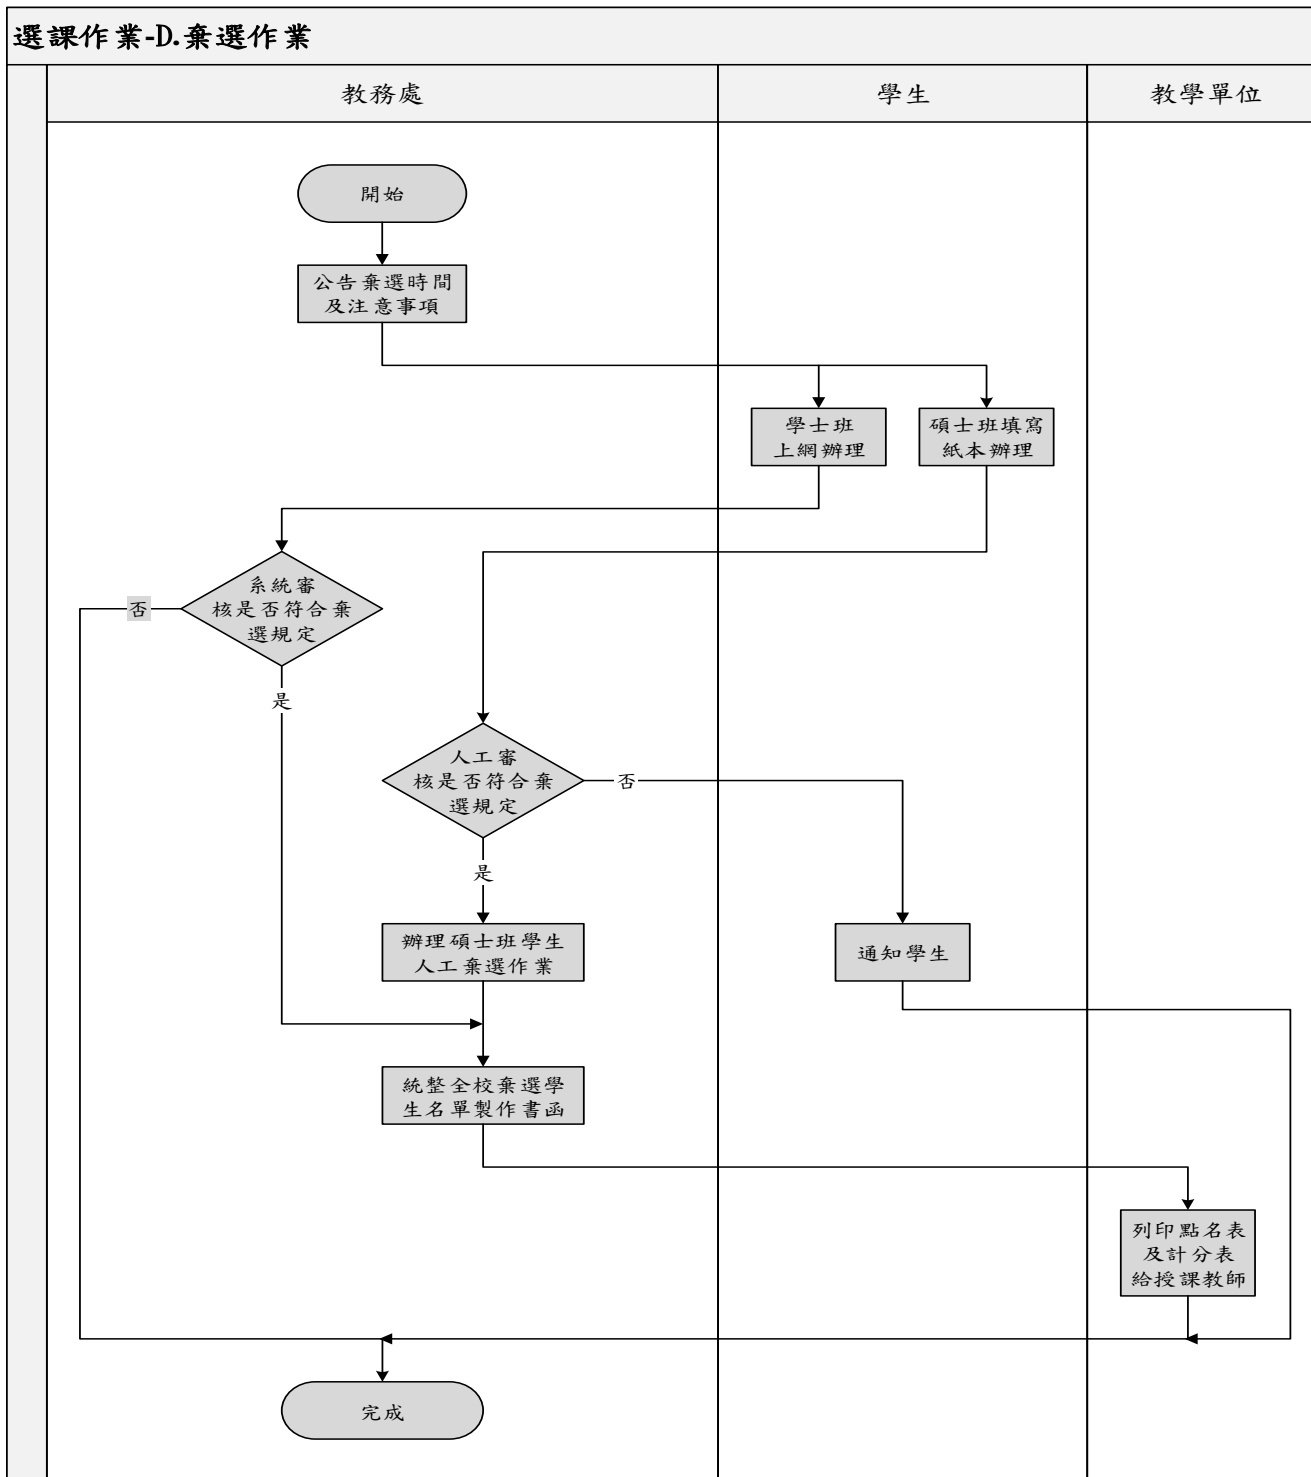 選課作業-D.棄選作業
教務處
學生
教學單位
開始
公告棄選時間
及注意事項
學士班
上網辦理
碩士班填寫
紙本辦理
系統審
核是否符合棄
選規定
否
是
人工審
核是否符合棄
選規定
否
是
辦理碩士班學生
人工棄選作業
通知學生
統整全校棄選學
生名單製作書函
列印點名表
及計分表
給授課教師
完成